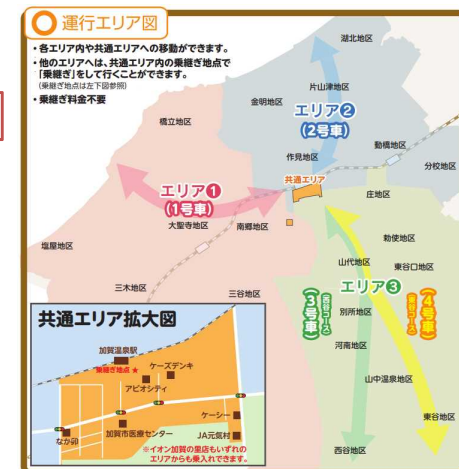 運行エリア図
・各エリア内や共通エリアへの移動ができます。
・他のエリアへは、共通エリア内の乗継ぎ地点で
「乗継ぎ」をして行くことができます。
(乗継ぎ地点は左下図参照)
・乗継ぎ料金不要
湖北地区
片山津地区
金明地区
エリア❷
(2号車)
橋立地区
動橋地区
作見地区
分校地区
共通エリア
エリア❶
(1号車)
庄地区
大聖寺地区
南郷地区
勅使地区
塩屋地区
山代地区
東谷口地区
エリア❸
三木地区
三谷地区
(3号車)
(西谷コース)
(4号車)
(東谷コース)
別所地区
河南地区
山中温泉地区
東谷地区
西谷地区
共通エリア拡大図
加賀温泉駅
乗継ぎ地点 ★
ケーズデンキ
アビオシティ
ケーシー
なか卯
加賀市医療センター
JA元気村
※イオン加賀の里店もいずれの
エリアからも乗入れできます。